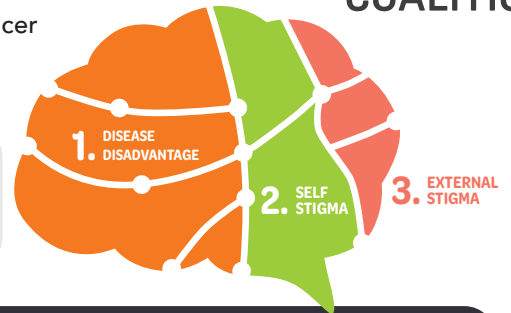 cer
1. DISEASE
DISADVANTAGE
2. SELF
STIGMA
3. EXTERNAL
STIGMA